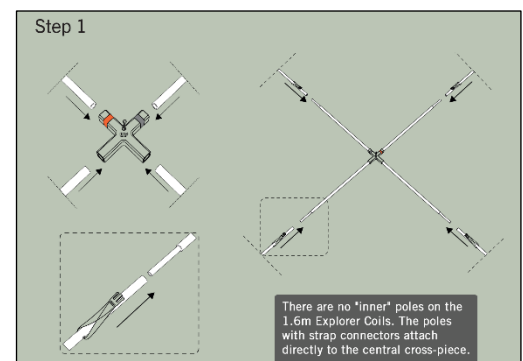 Step 1
There are no "inner" poles on the
1.6m Explorer Coils. The poles
with strap connectors attach
directly to the central cross-piece.